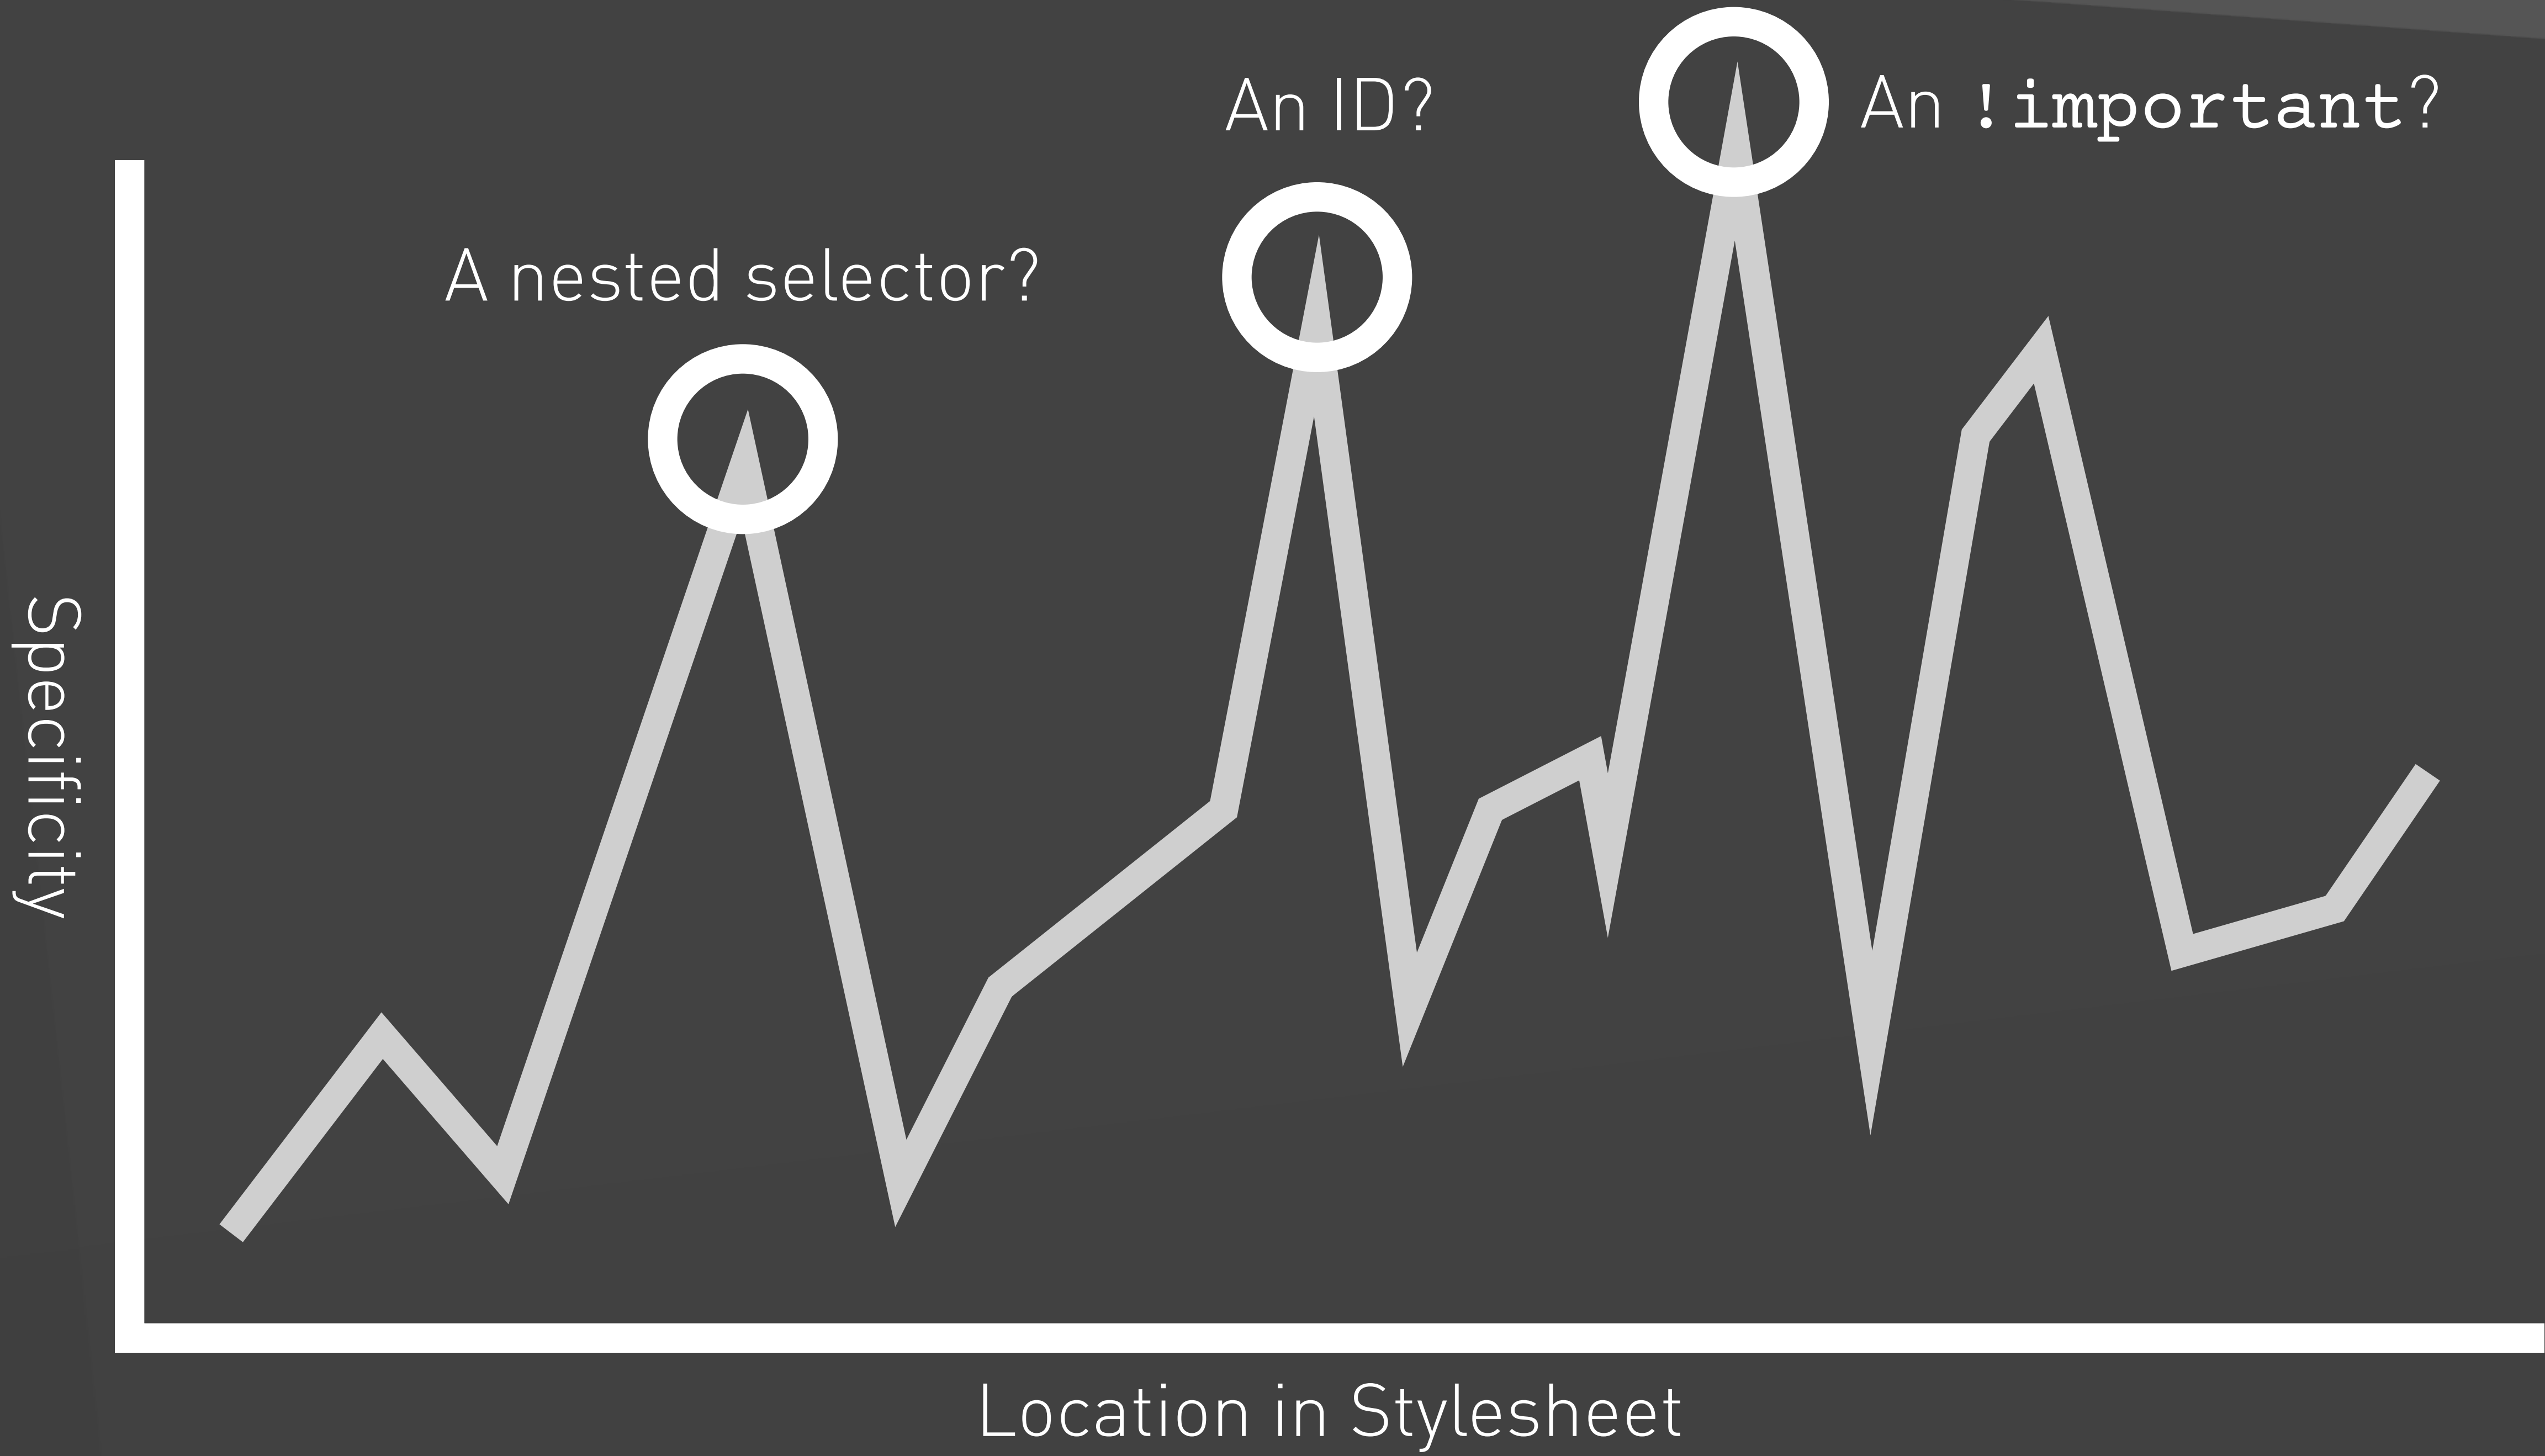 An ID?
An !important?
A nested selector?
Specificity
Location in Stylesheet